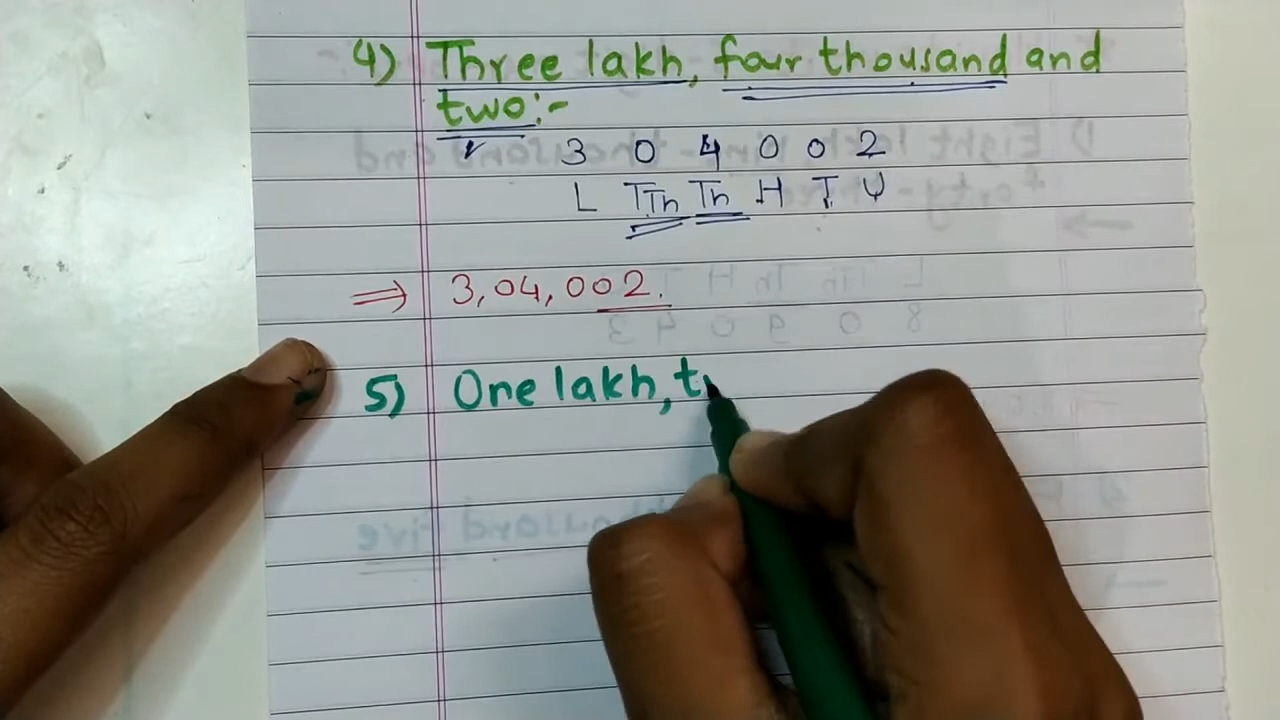 4) Three lakh, four thousand and
two:-
3 0 4 0 0 2
L TTh Th H T U
⇒ 3,04,002.
5) One lakh, t